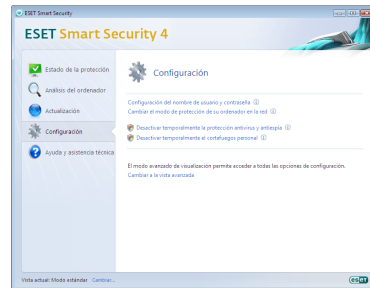 ESET Smart Security
ESET Smart Security 4
Estado de la protección
Análisis del ordenador
Actualización
Configuración
Ayuda y asistencia técnica
Configuración
Configuración del nombre de usuario y contraseña
Cambiar el modo de protección de su ordenador en la red
Desactivar temporalmente la protección antivirus y antiespía
Desactivar temporalmente el cortafuegos personal
El modo avanzado de visualización permite acceder a todas las opciones de configuración.
Cambiar a la vista avanzada
Vista actual: Modo estándar Cambiar...
eset